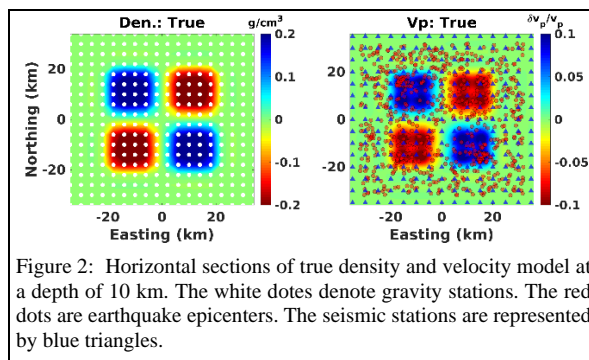 Den.: True
g/cm³
Vp: True
δvₚ/vₚ
Northing (km)
20
0
-20
-20
0
20
Easting (km)
0.2
0.1
0
-0.1
-0.2
20
0
-20
-20
0
20
Easting (km)
0.1
0.05
0
-0.05
-0.1
Figure 2: Horizontal sections of true density and velocity model at
a depth of 10 km. The white dotes denote gravity stations. The red
dots are earthquake epicenters. The seismic stations are represented
by blue triangles.